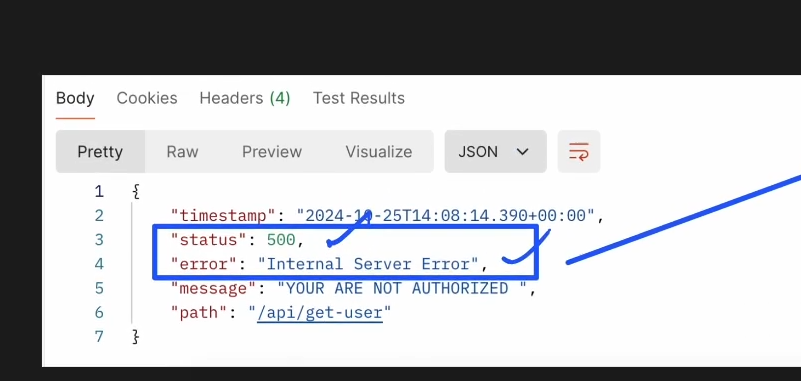 Body Cookies Headers (4) Test Results
Pretty Raw Preview Visualize JSON
1 {
2 "timestamp": "2024-10-25T14:08:14.390+00:00",
3 "status": 500,
4 "error": "Internal Server Error",
5 "message": "YOUR ARE NOT AUTHORIZED ",
6 "path": "/api/get-user"
7 }